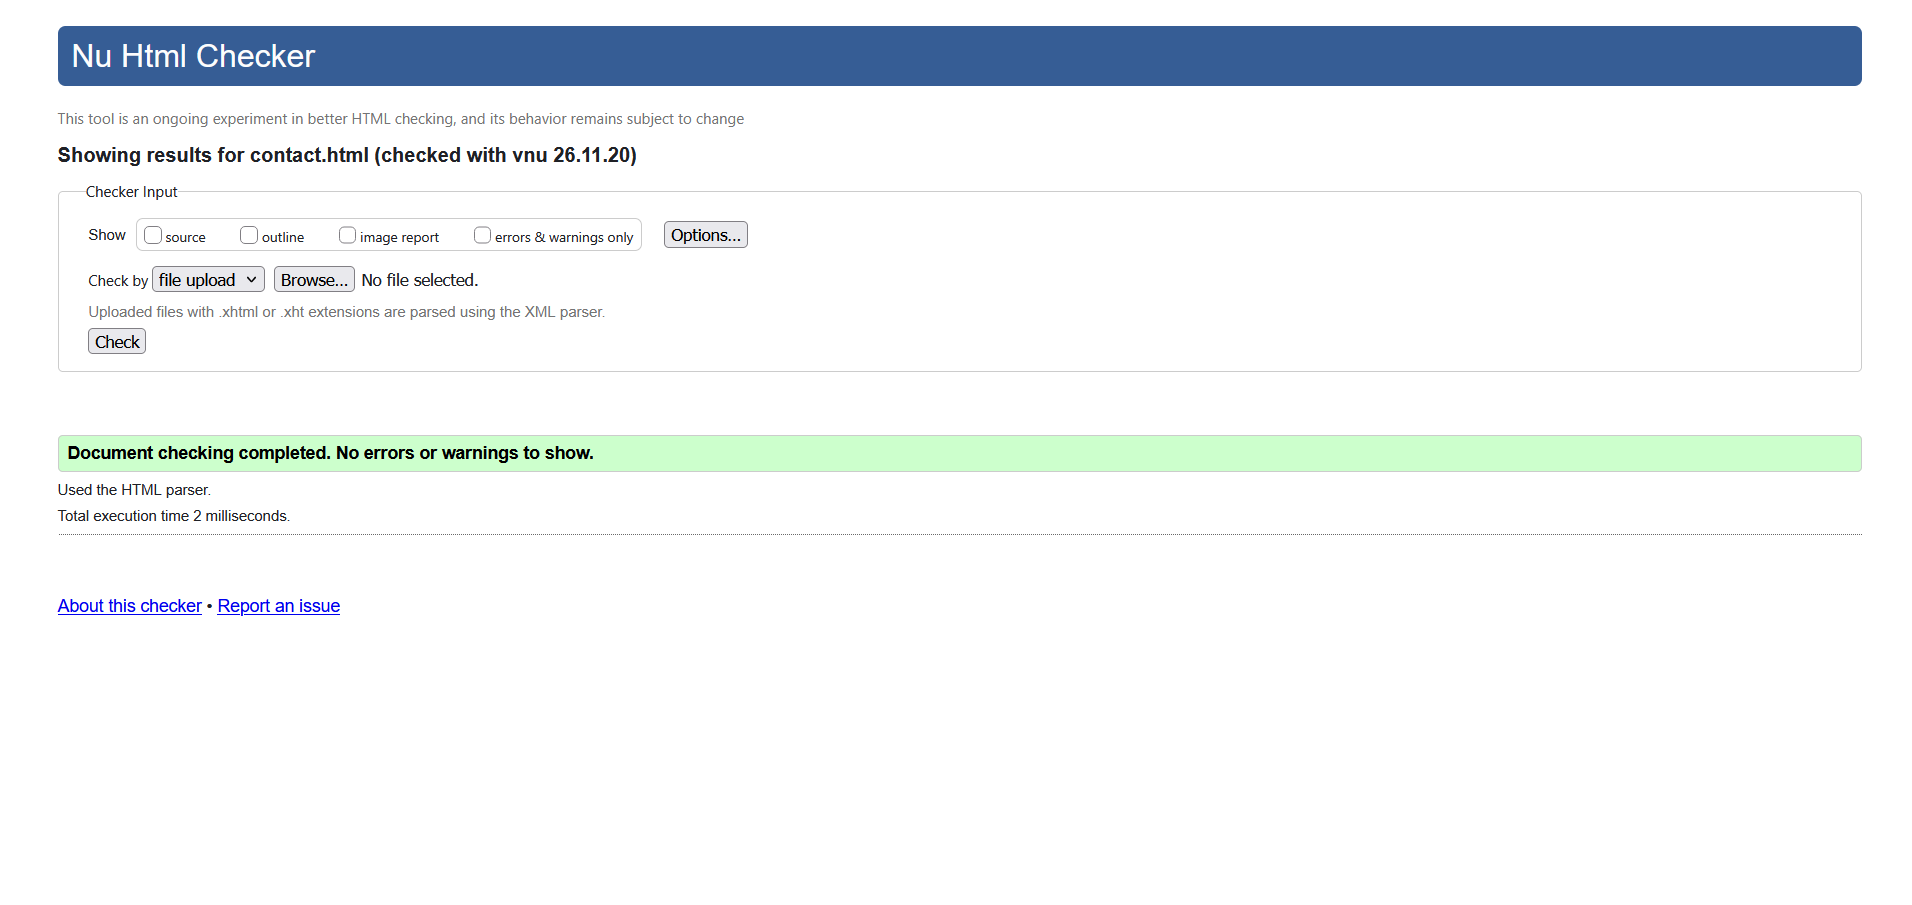 Nu Html Checker
This tool is an ongoing experiment in better HTML checking, and its behavior remains subject to change
Showing results for contact.html (checked with vnu 26.11.20)
Checker Input
Show source outline image report errors & warnings only Options...
Check by file upload Browse... No file selected.
Uploaded files with .xhtml or .xht extensions are parsed using the XML parser.
Check
Document checking completed. No errors or warnings to show.
Used the HTML parser.
Total execution time 2 milliseconds.
About this checker • Report an issue